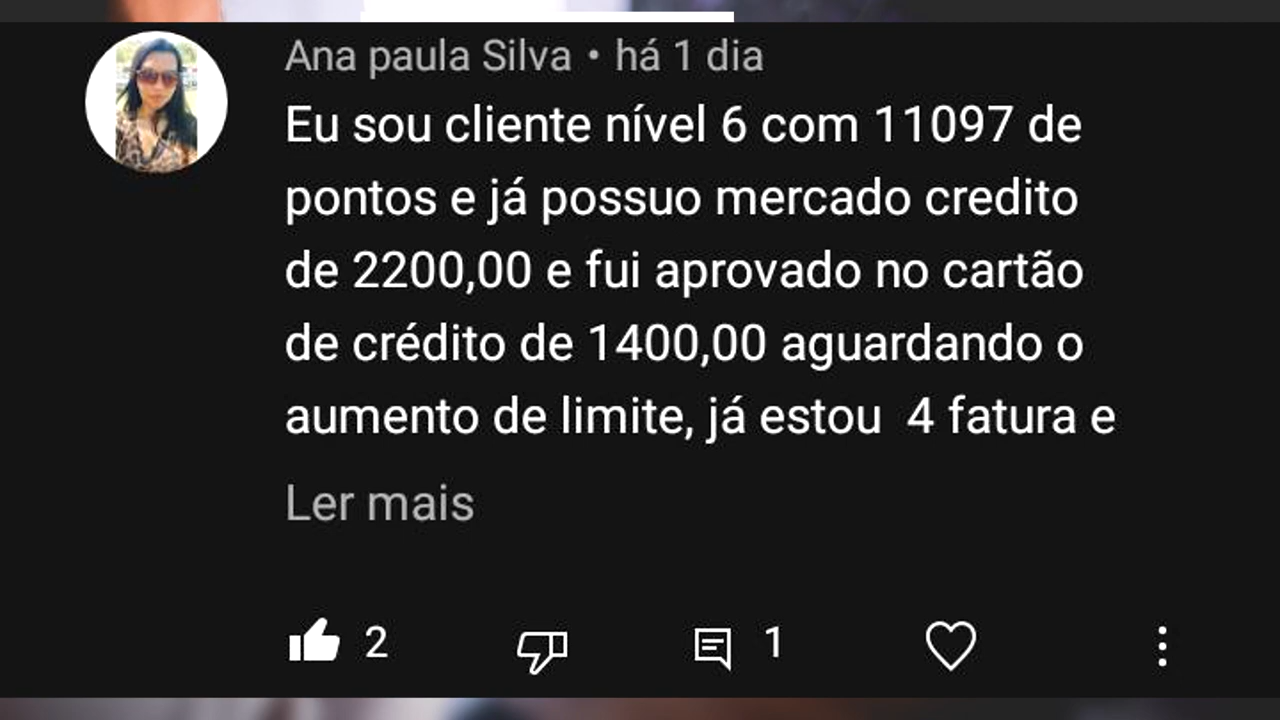 Ana paula Silva • há 1 dia
Eu sou cliente nível 6 com 11097 de
pontos e já possuo mercado credito
de 2200,00 e fui aprovado no cartão
de crédito de 1400,00 aguardando o
aumento de limite, já estou  4 fatura e
Ler mais
2
1